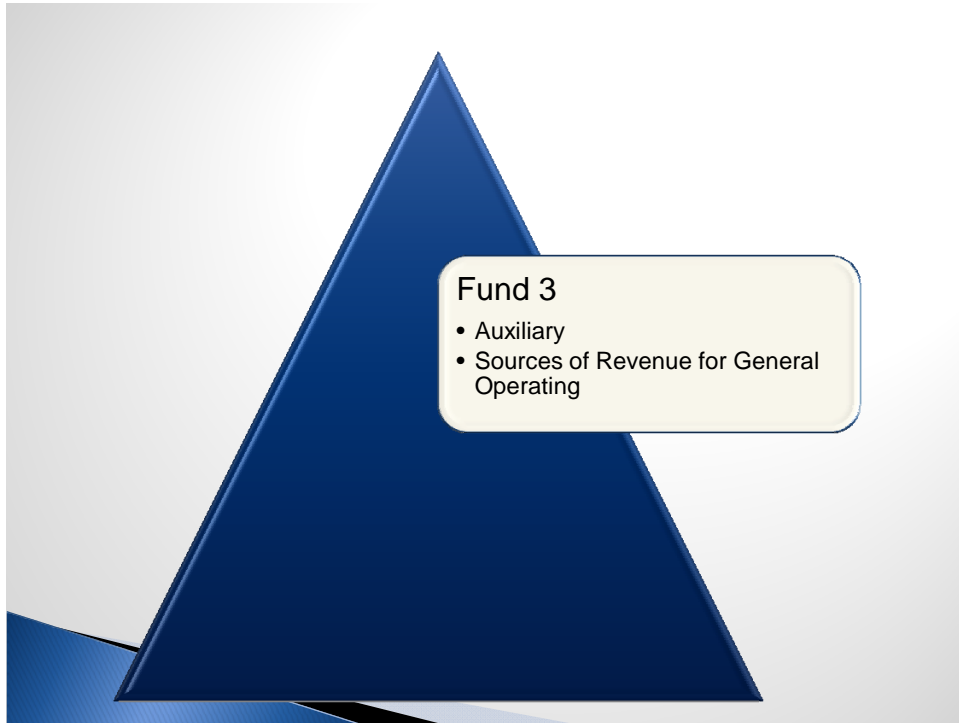 Fund 3
• Auxiliary
• Sources of Revenue for General
Operating